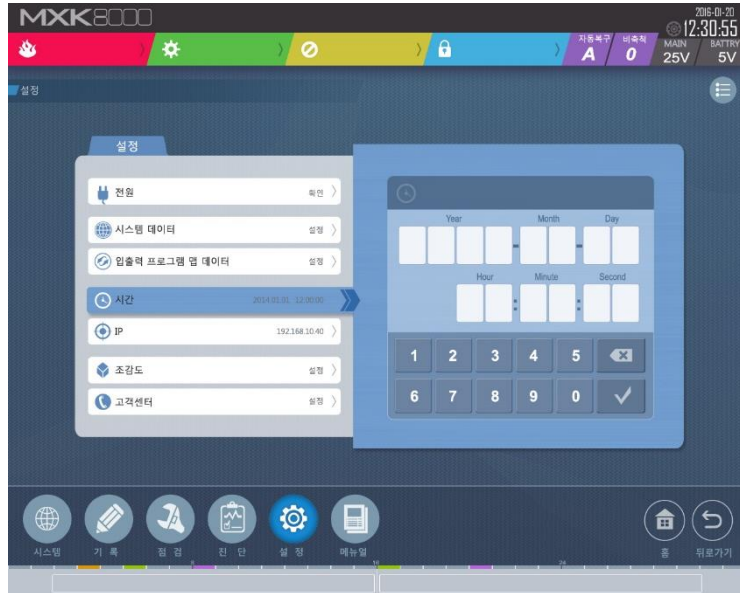 MXK8000
2016-01-20
12:30:55
자동복구
A
비축적
0
MAIN
25V
BATTRY
5V
설정
설정
전원 확인
시스템 데이터 설정
입출력 프로그램 맵 데이터 설정
시간 2014.01.01. 12:00:00
IP 192.168.10.40
조감도 설정
고객센터 설정
Year Month Day
Hour Minute Second
1 2 3 4 5
6 7 8 9 0
시스템 기 록 점 검 진 단 설 정 메뉴얼 홈 뒤로가기
8 16 24